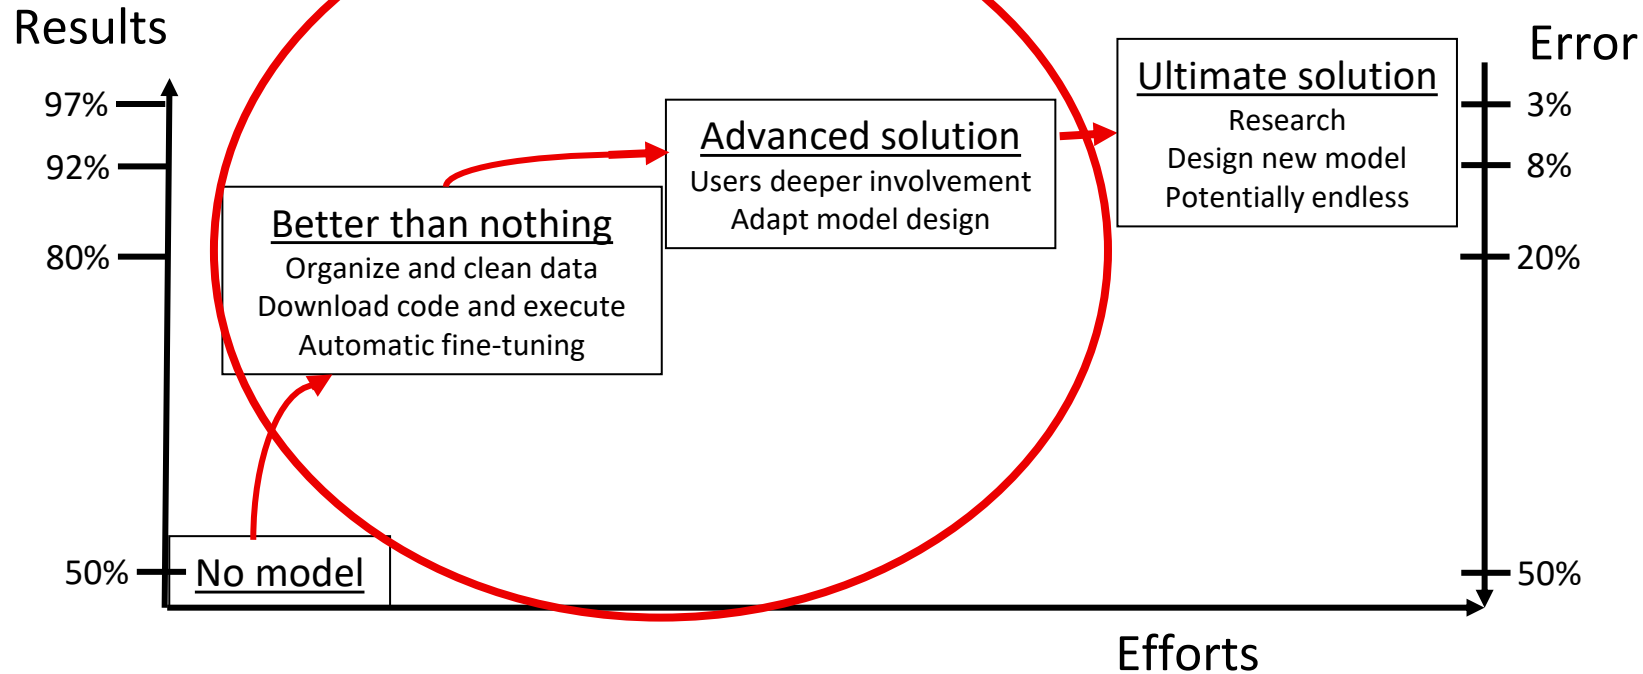 Results
Error
97%
92%
80%
50%
Ultimate solution
Research
Design new model
Potentially endless
Advanced solution
Users deeper involvement
Adapt model design
Better than nothing
Organize and clean data
Download code and execute
Automatic fine-tuning
No model
3%
8%
20%
50%
Efforts